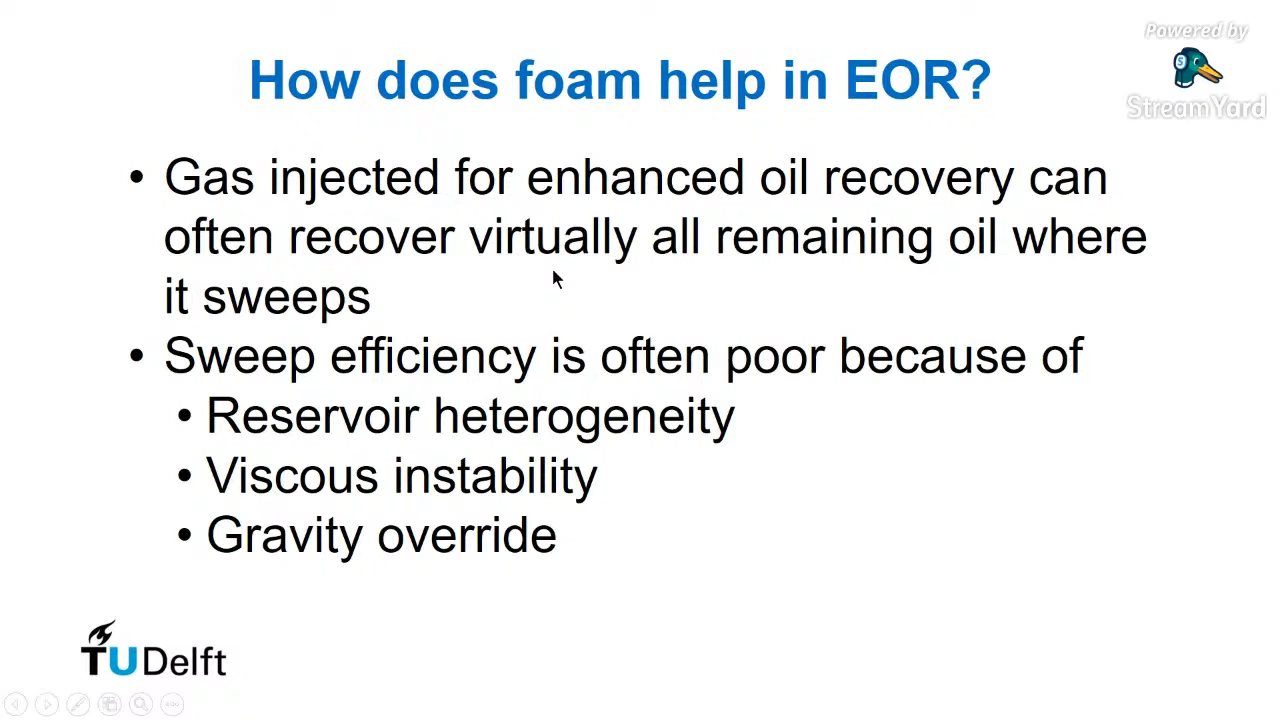 Powered by
StreamYard
How does foam help in EOR?
• Gas injected for enhanced oil recovery can
often recover virtually all remaining oil where
it sweeps
• Sweep efficiency is often poor because of
• Reservoir heterogeneity
• Viscous instability
• Gravity override
TU Delft